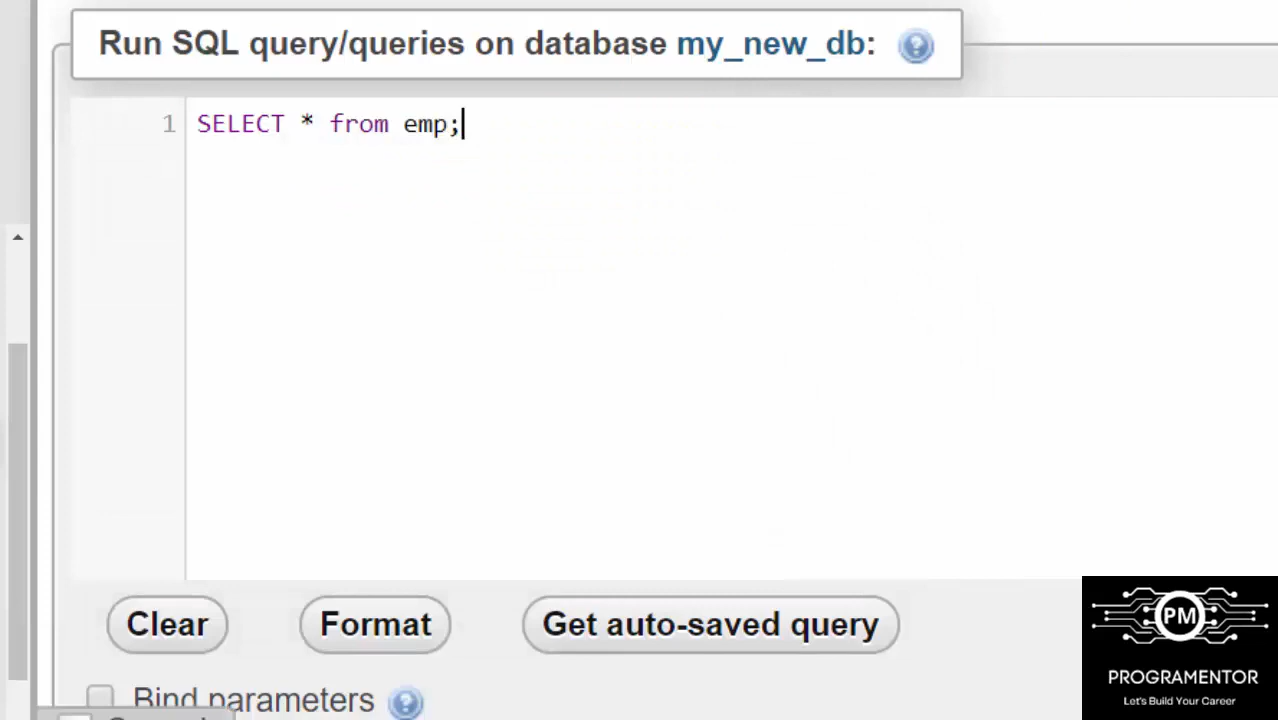 Run SQL query/queries on database my_new_db:
1 SELECT * from emp;
Clear Format Get auto-saved query
Bind parameters
PM
PROGRAMENTOR
Let's Build Your Career